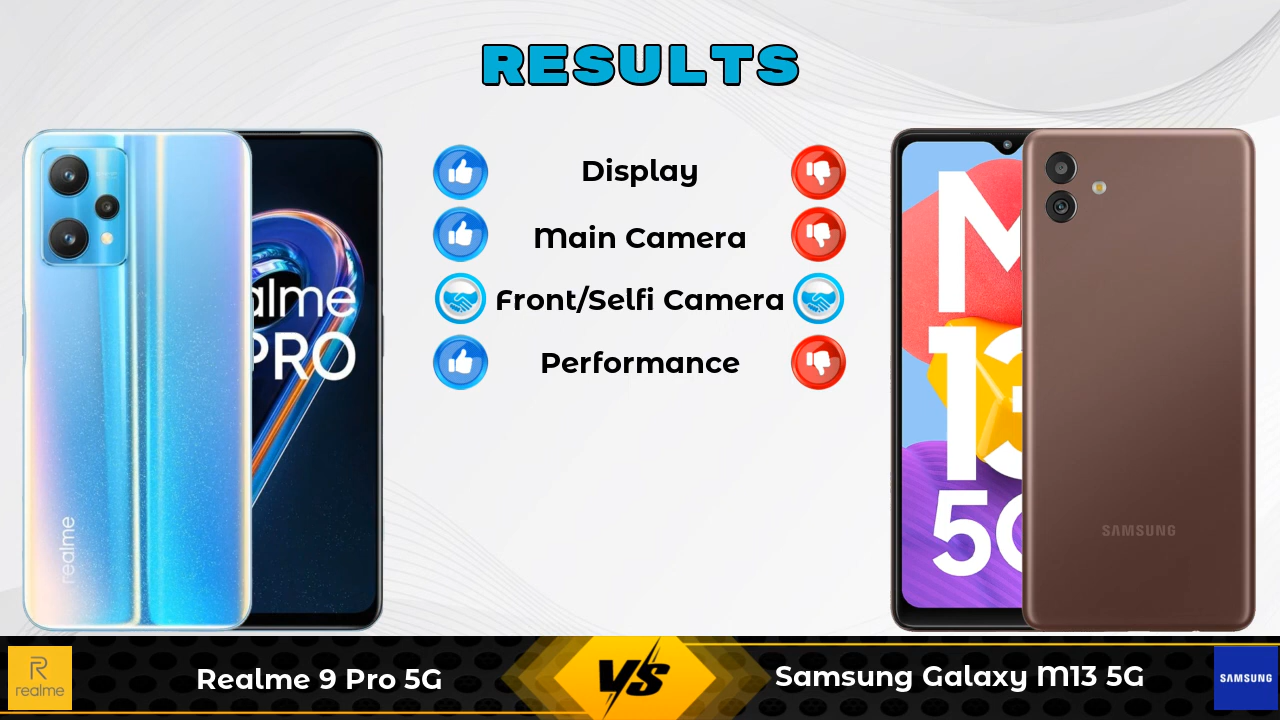 RESULTS
Display
Main Camera
Front/Selfi Camera
Performance
alme
PRO
realme
M
13
5G
SAMSUNG
R
realme
Realme 9 Pro 5G
VS
Samsung Galaxy M13 5G
SAMSUNG